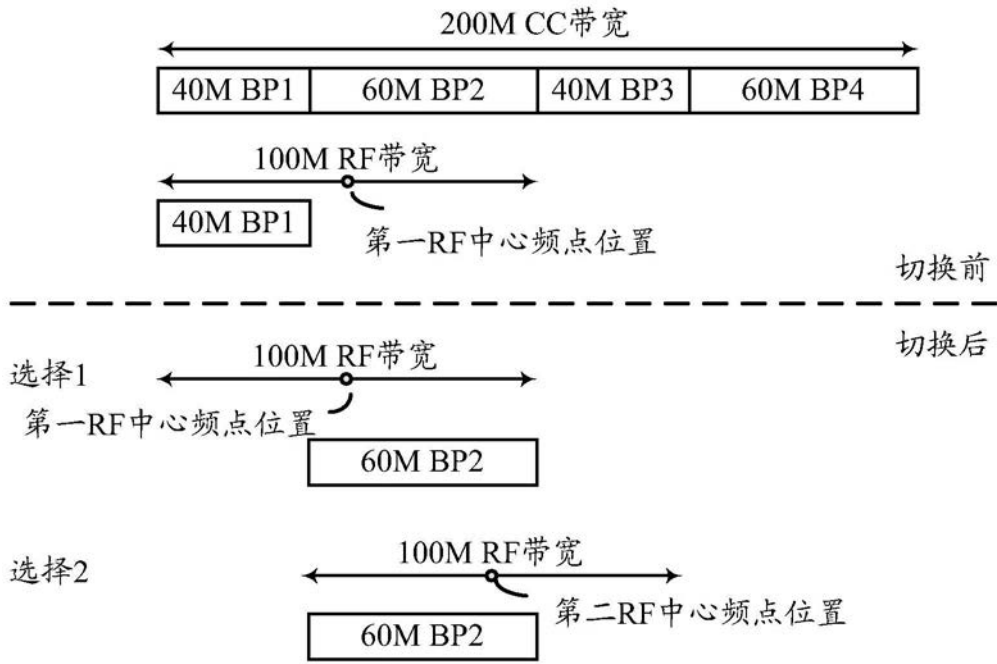 200M CC带宽
40M BP1 60M BP2 40M BP3 60M BP4
100M RF带宽
40M BP1
第一RF中心频点位置
切换前
切换后
选择1
100M RF带宽
第一RF中心频点位置
60M BP2
选择2
100M RF带宽
第二RF中心频点位置
60M BP2